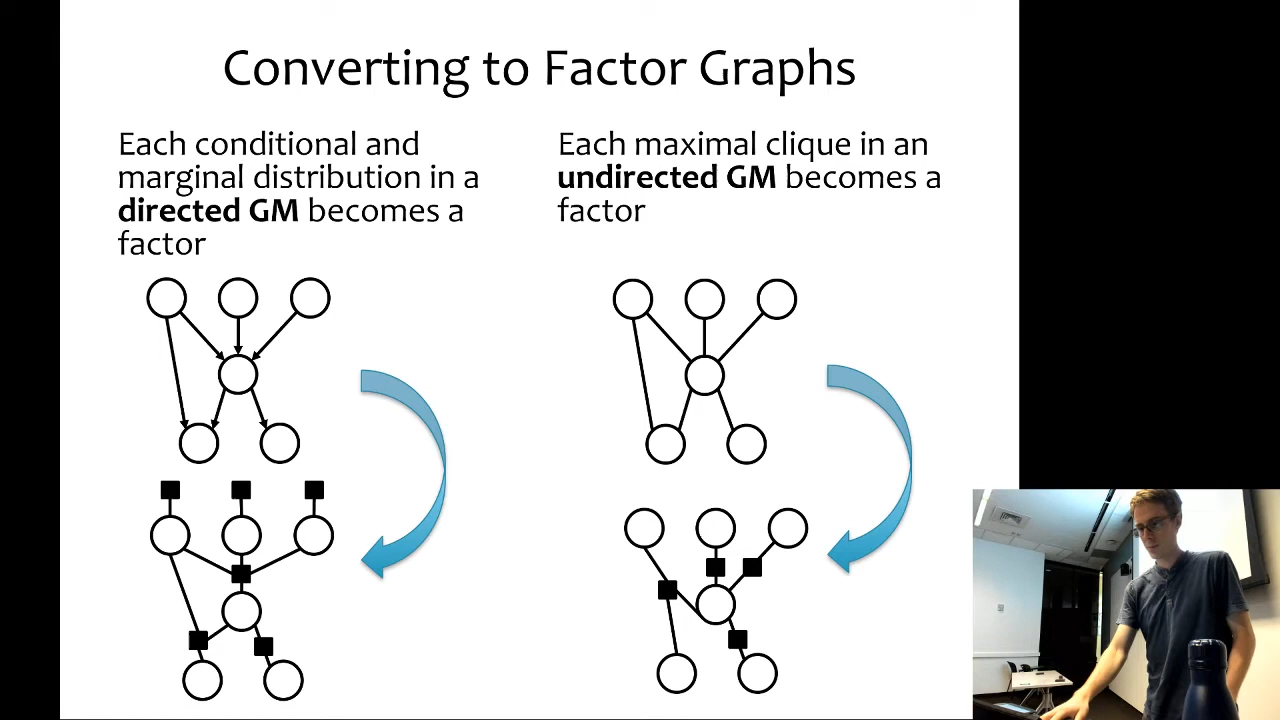 Converting to Factor Graphs
Each conditional and
marginal distribution in a
directed GM becomes a
factor
Each maximal clique in an
undirected GM becomes a
factor